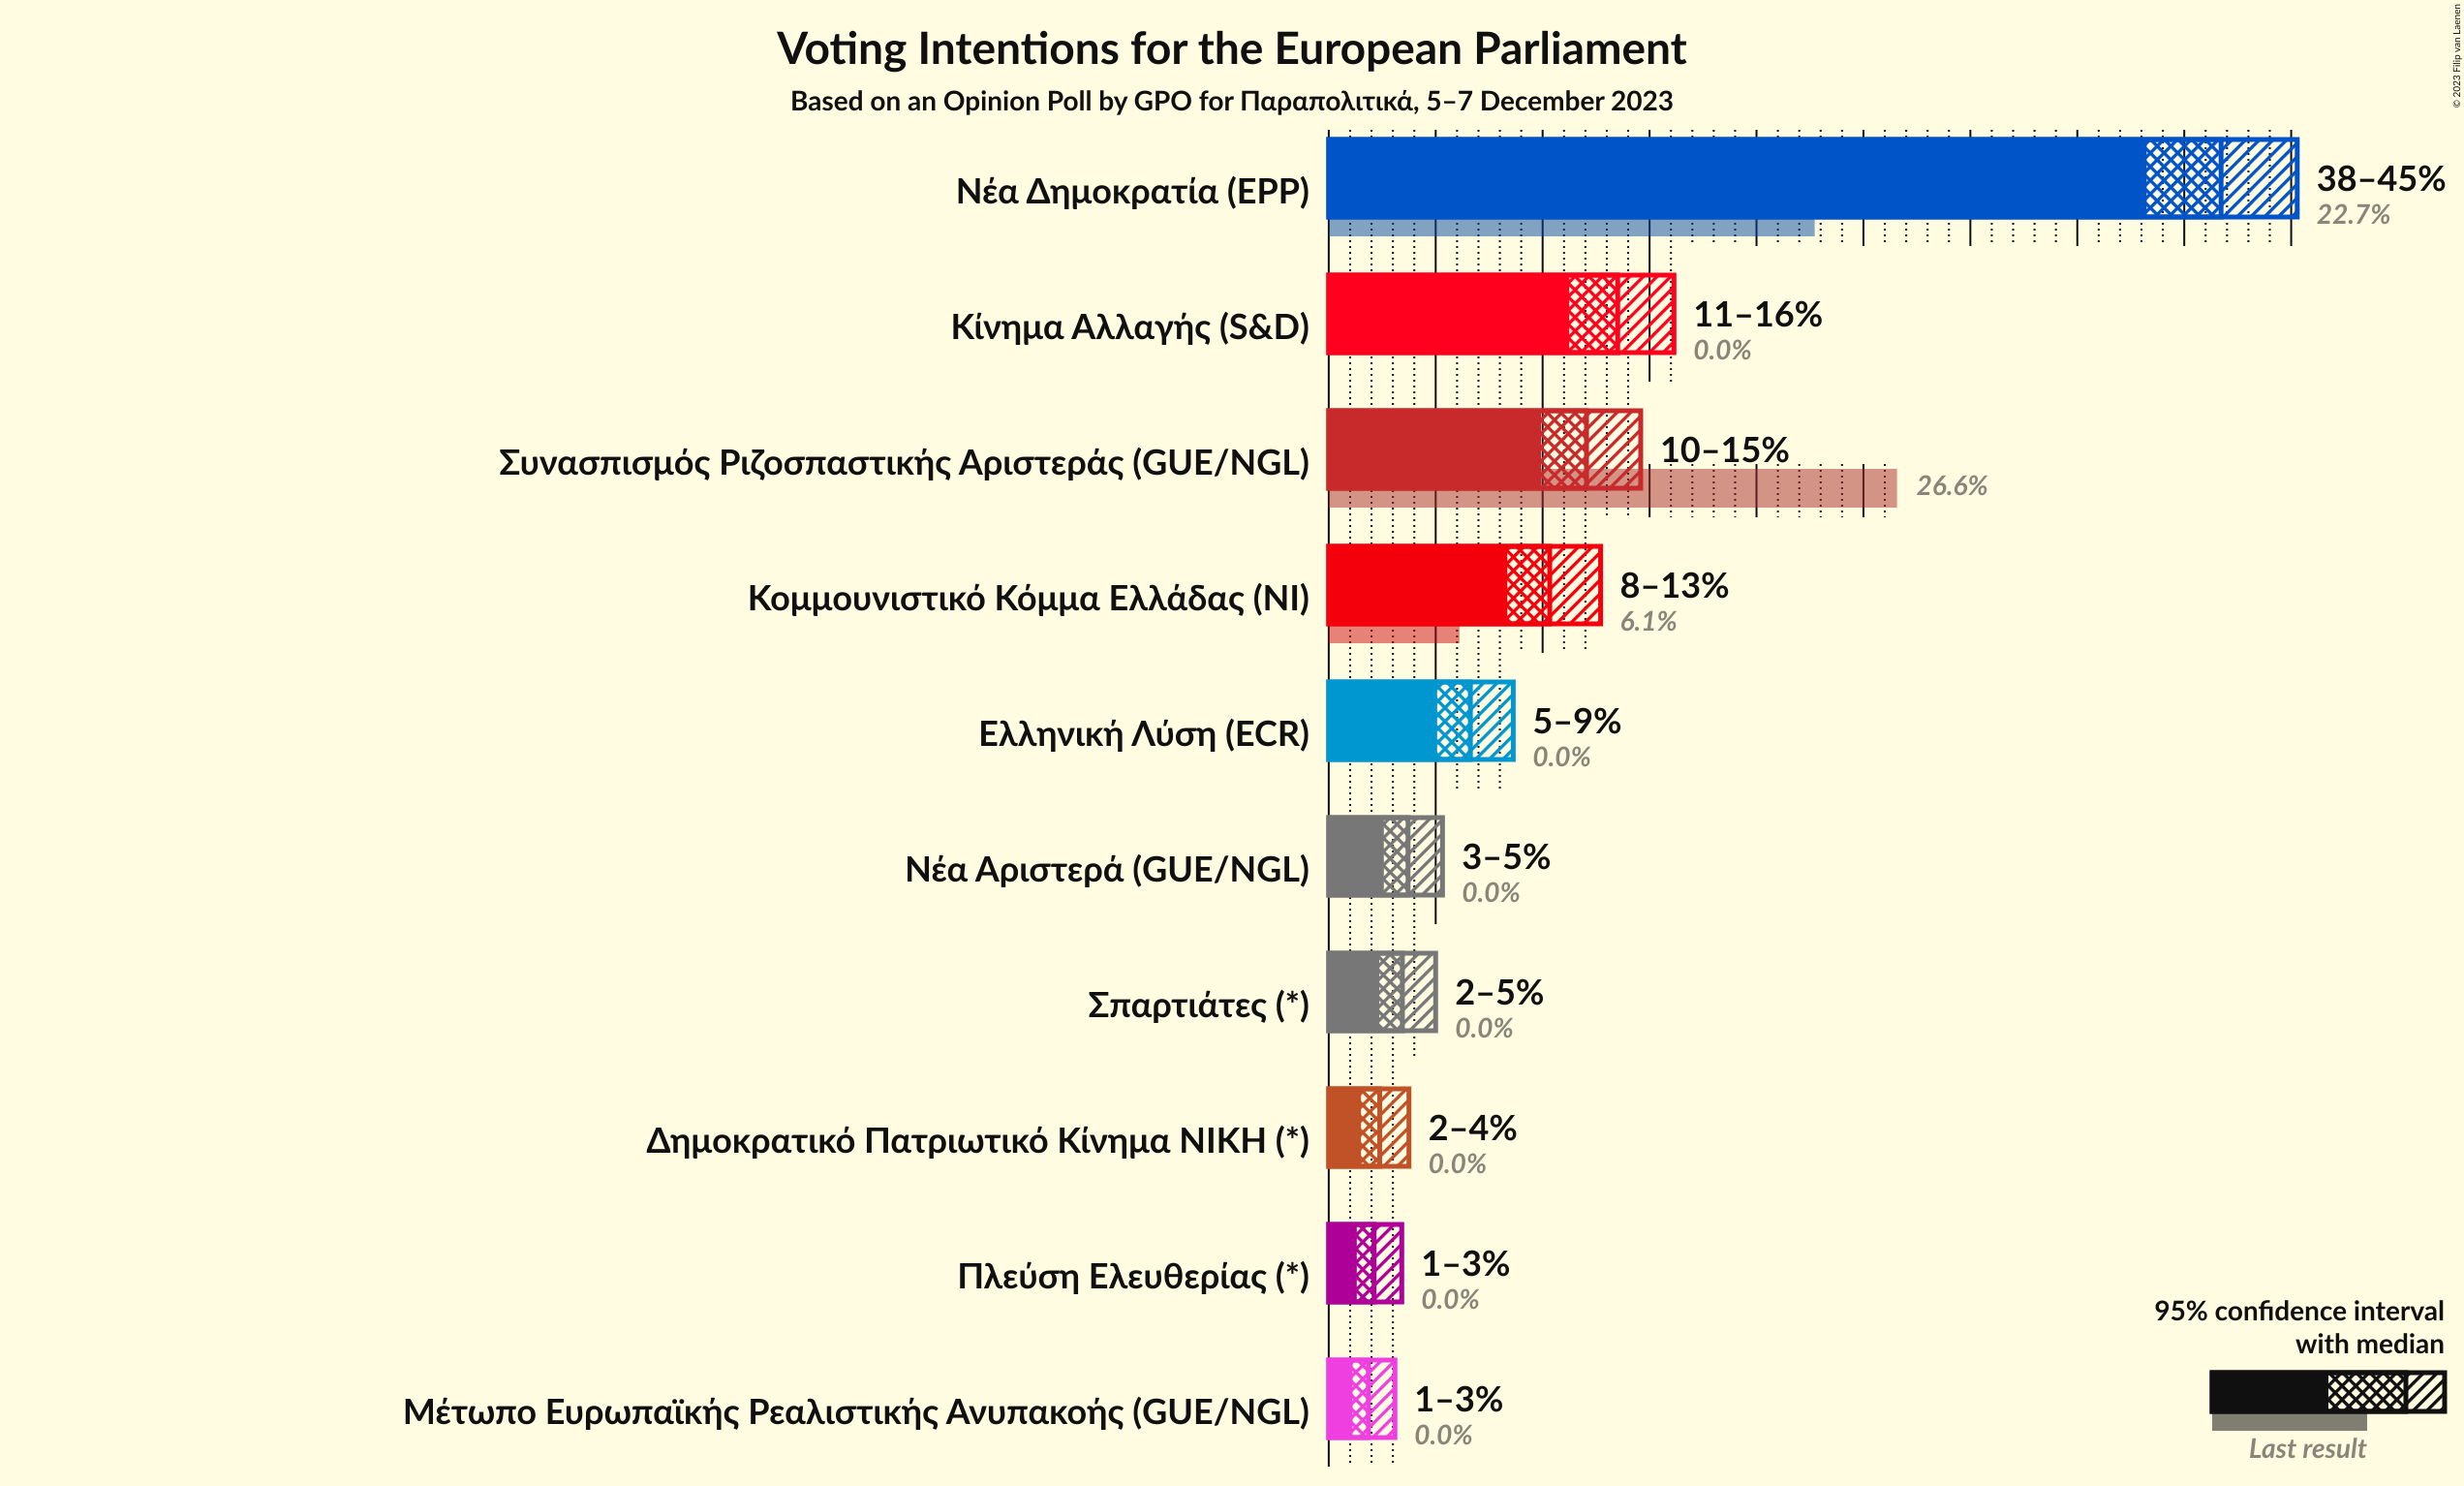 Voting Intentions for the European Parliament
Based on an Opinion Poll by GPO for Παραπολιτικά, 5–7 December 2023
© 2023 Filip van Laenen
Νέα Δημοκρατία (EPP)
38–45%
22.7%
Κίνημα Αλλαγής (S&D)
11–16%
0.0%
Συνασπισμός Ριζοσπαστικής Αριστεράς (GUE/NGL)
10–15%
26.6%
Κομμουνιστικό Κόμμα Ελλάδας (NI)
8–13%
6.1%
Ελληνική Λύση (ECR)
5–9%
0.0%
Νέα Αριστερά (GUE/NGL)
3–5%
0.0%
Σπαρτιάτες (*)
2–5%
0.0%
Δημοκρατικό Πατριωτικό Κίνημα ΝΙΚΗ (*)
2–4%
0.0%
Πλεύση Ελευθερίας (*)
1–3%
0.0%
Μέτωπο Ευρωπαϊκής Ρεαλιστικής Ανυπακοής (GUE/NGL)
1–3%
0.0%
95% confidence interval
with median
Last result